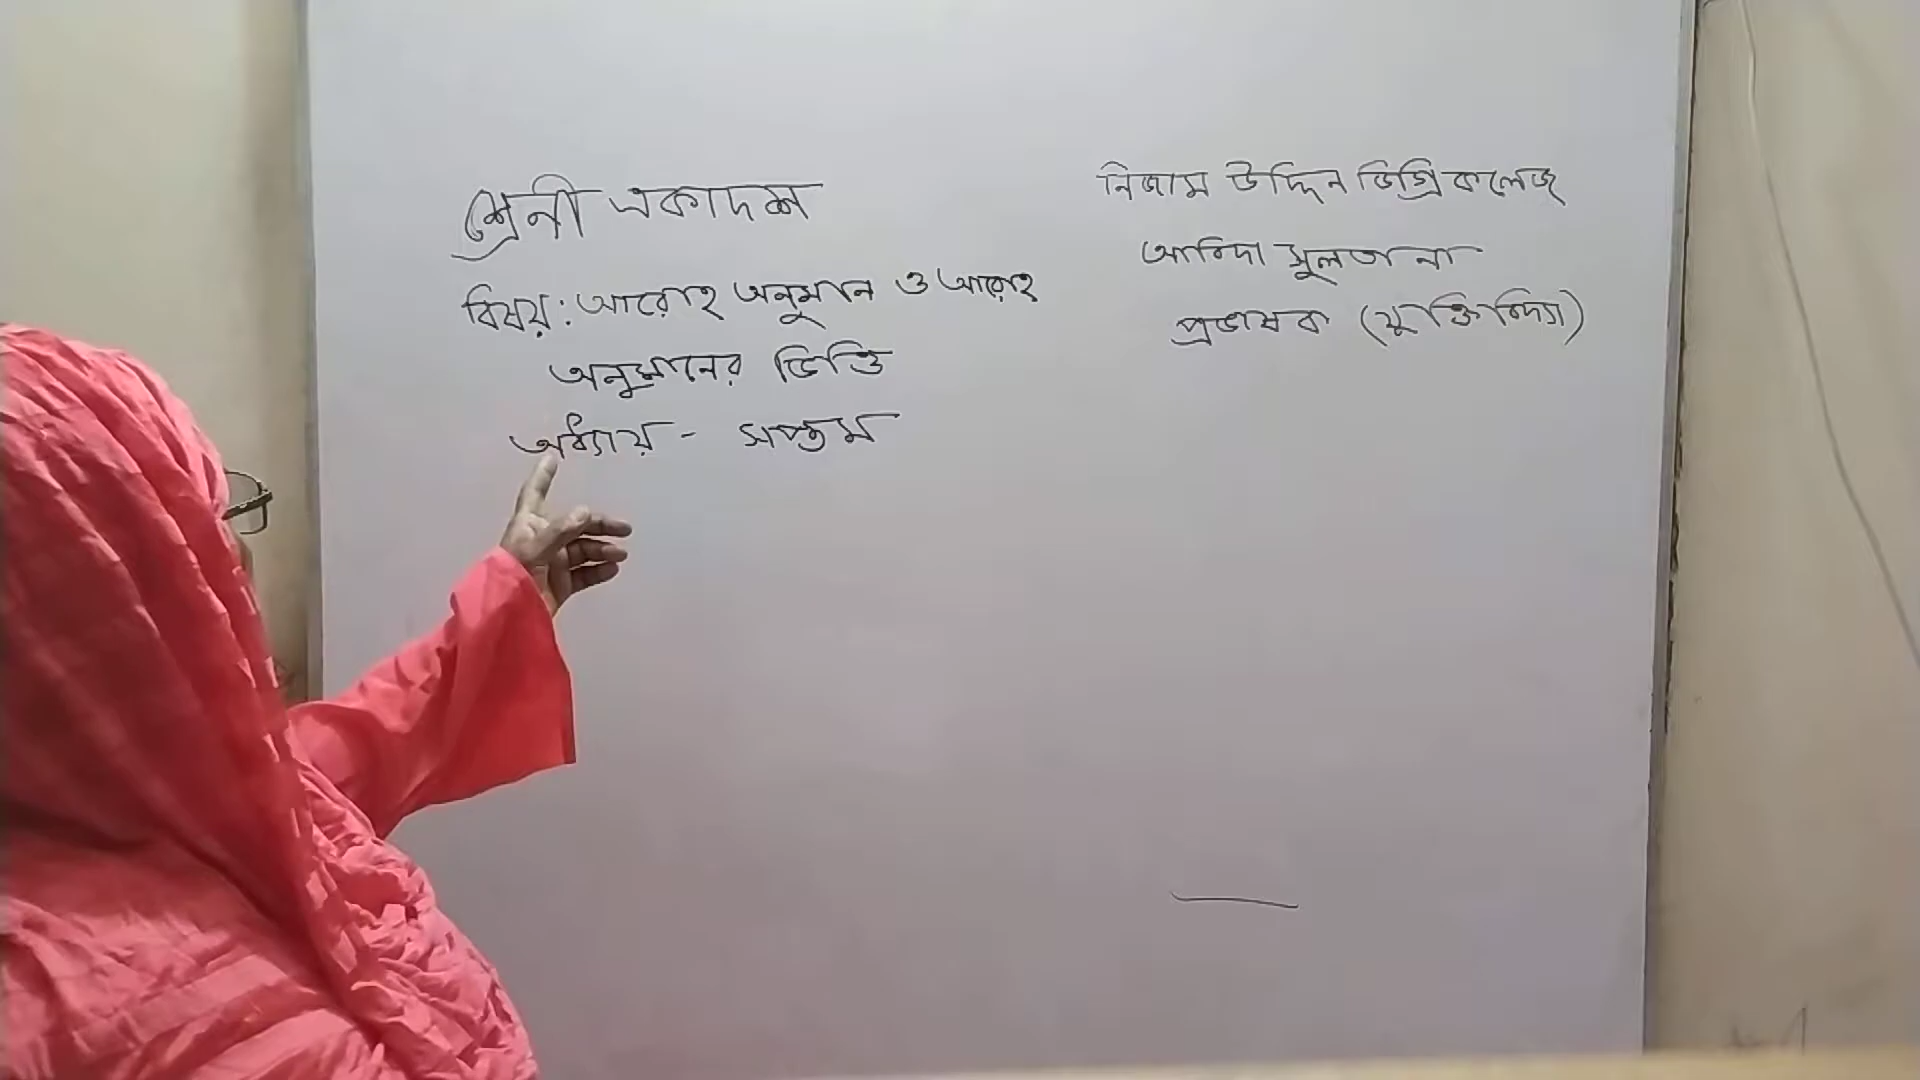 শ্রেনী একাদশ
বিষয়: আরোহ অনুমান ও আরোহ
অনুমানের ভিত্তি
অধ্যায় - সপ্তম
নিজাম উদ্দিন ডিগ্রি কলেজ
আবিদা সুলতানা
প্রভাষক (যুক্তিবিদ্যা)